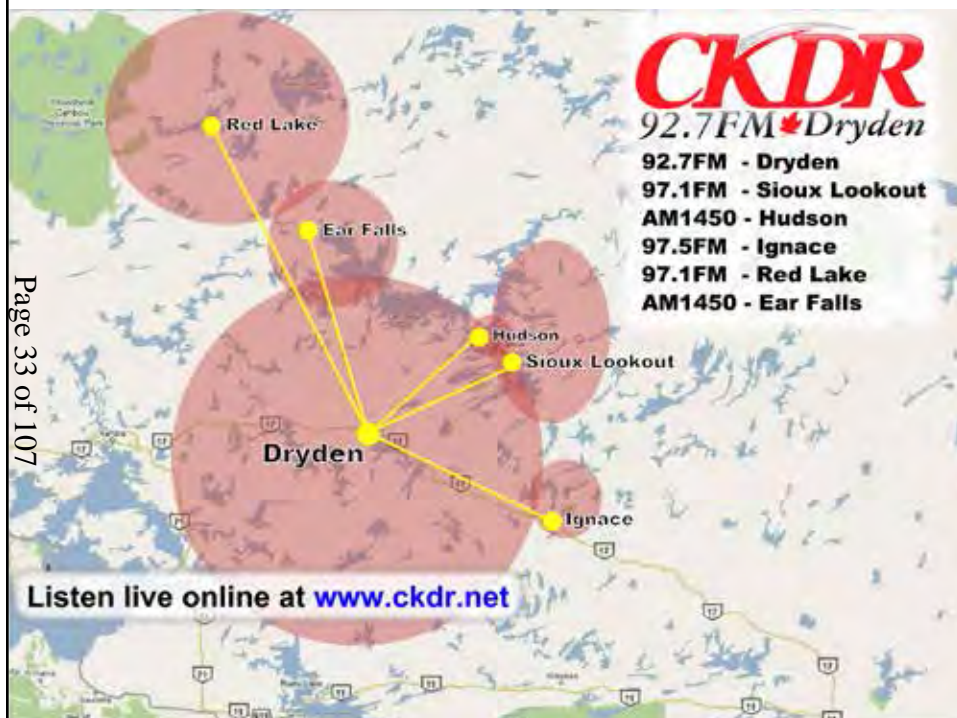 CKDR
92.7FM Dryden
92.7FM - Dryden
97.1FM - Sioux Lookout
AM1450 - Hudson
97.5FM - Ignace
97.1FM - Red Lake
AM1450 - Ear Falls
Red Lake
Ear Falls
Hudson
Sioux Lookout
Dryden
Ignace
Listen live online at www.ckdr.net
Page 33 of 107